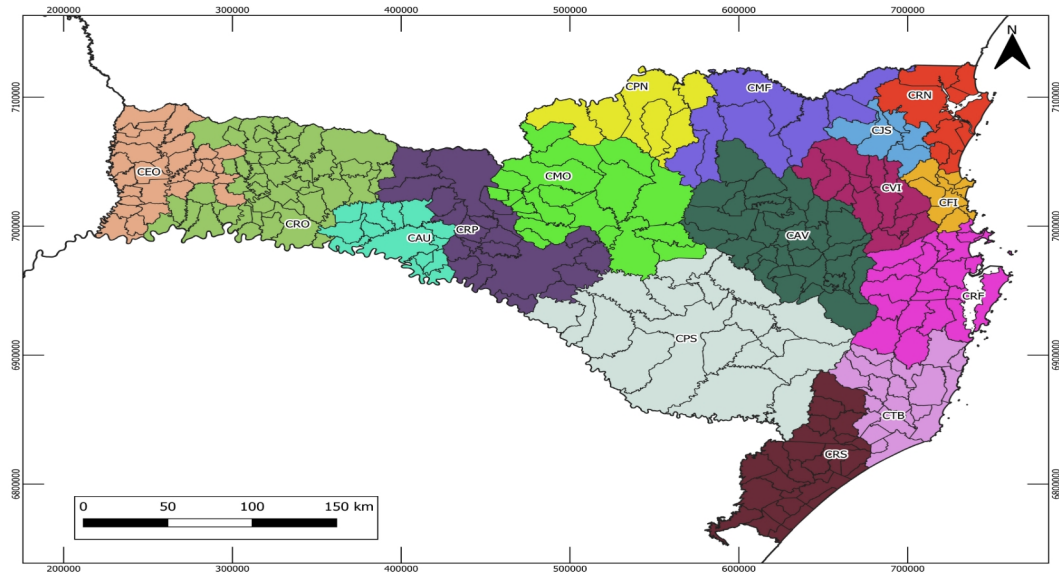 200000 300000 400000 500000 600000 700000
N
7100000 7100000
CPN CMF CRN
CJS
CEO CMO CVI
CFI
7000000 CRO CAU CRP CAV 7000000
CRF
CPS
6900000 6900000
CTB
CRS
6800000 6800000
0 50 100 150 km
200000 300000 400000 500000 600000 700000